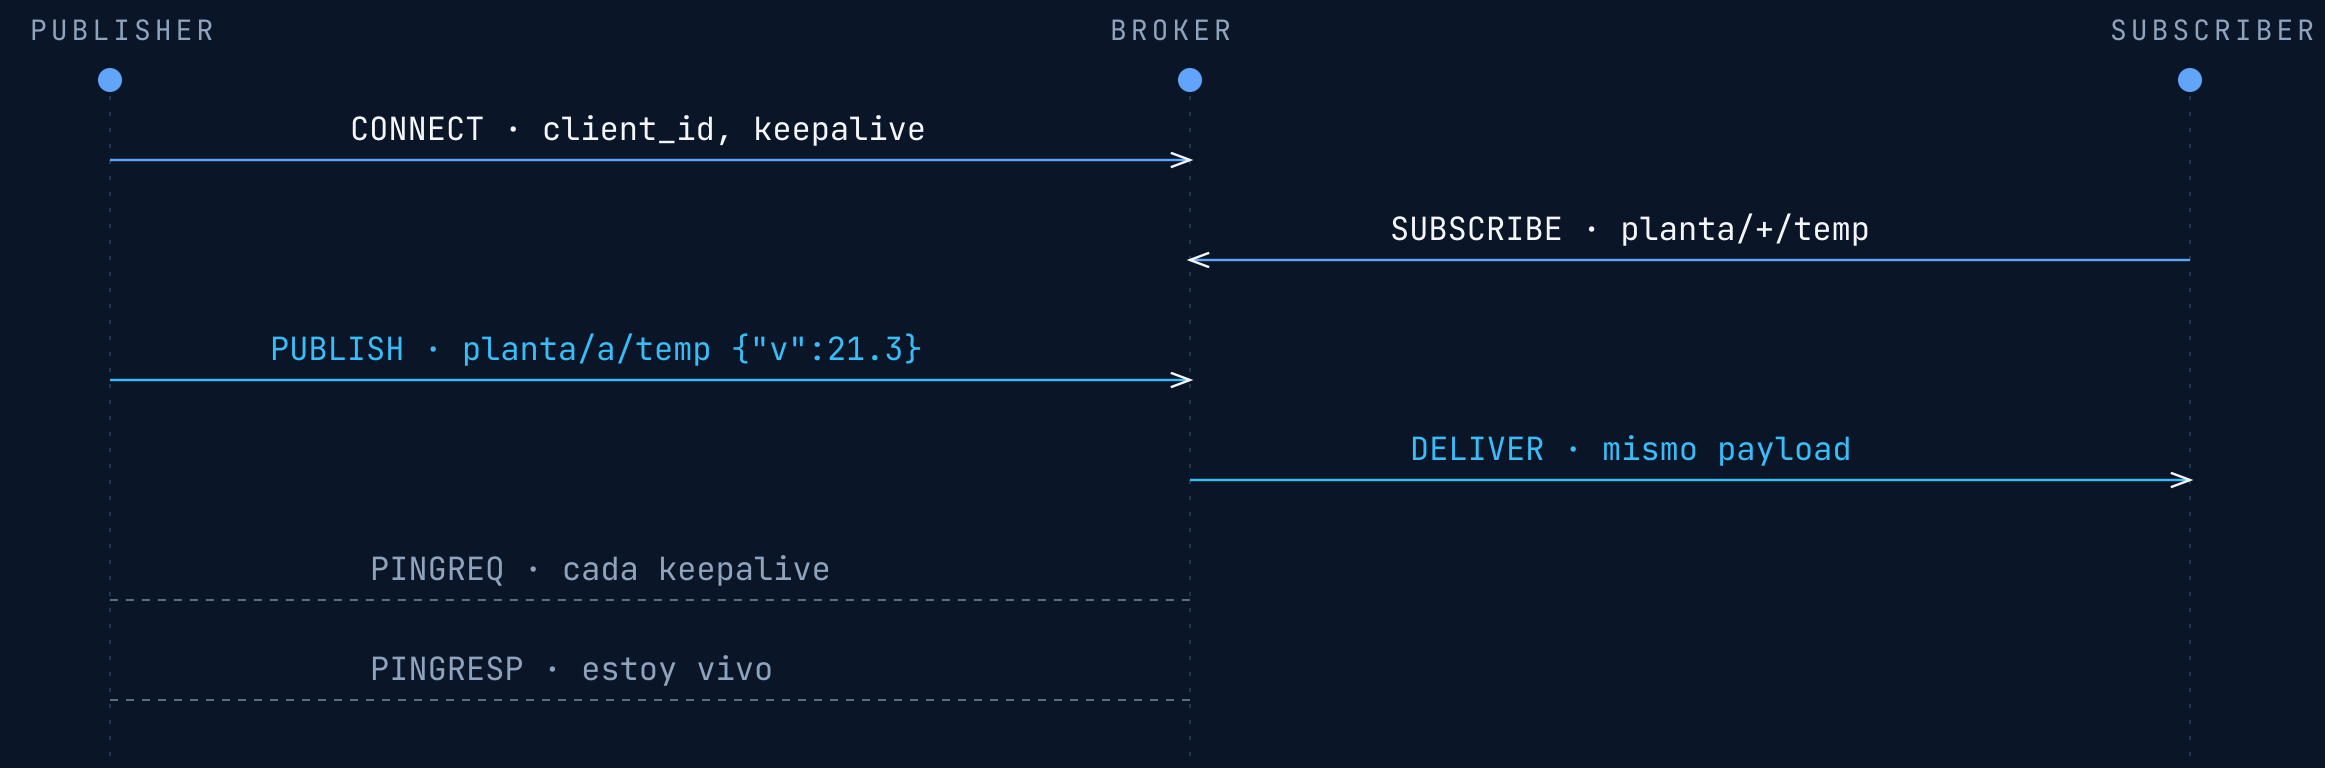 PUBLISHER BROKER SUBSCRIBER
CONNECT · client_id, keepalive
SUBSCRIBE · planta/+/temp
PUBLISH · planta/a/temp {"v":21.3}
DELIVER · mismo payload
PINGREQ · cada keepalive
PINGRESP · estoy vivo